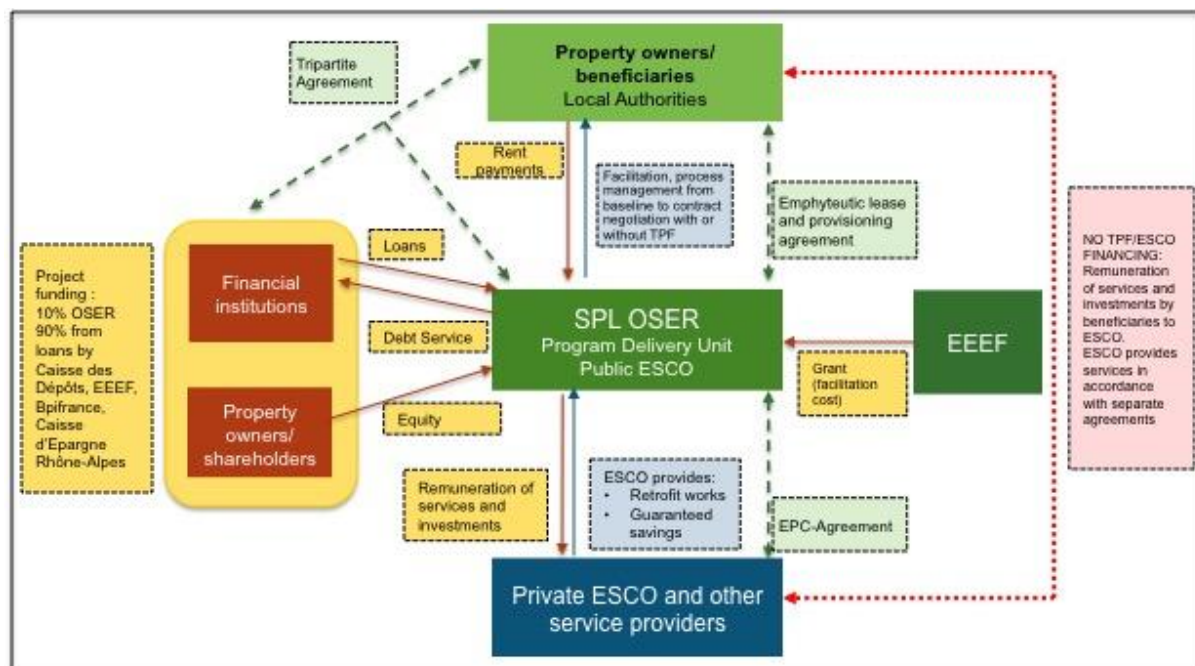 Tripartite
Agreement
Property owners/
beneficiaries
Local Authorities
Rent
payments
Facilitation, process
management from
baseline to contract
negotiation with or
without TPF
Emphyteutic lease
and provisioning
agreement
NO TPF/ESCO
FINANCING:
Remuneration
of services and
investments by
beneficiaries to
ESCO.
ESCO provides
services in
accordance
with separate
agreements
Project
funding :
10% OSER
90% from
loans by
Caisse des
Dépôts, EEEF,
Bpifrance,
Caisse
d'Epargne
Rhône-Alpes
Financial
institutions
Property
owners/
shareholders
Loans
Debt Service
Equity
SPL OSER
Program Delivery Unit
Public ESCO
Grant
(facilitation
cost)
EEEF
Remuneration of
services and
investments
ESCO provides:
• Retrofit works
• Guaranteed
savings
EPC-Agreement
Private ESCO and other
service providers